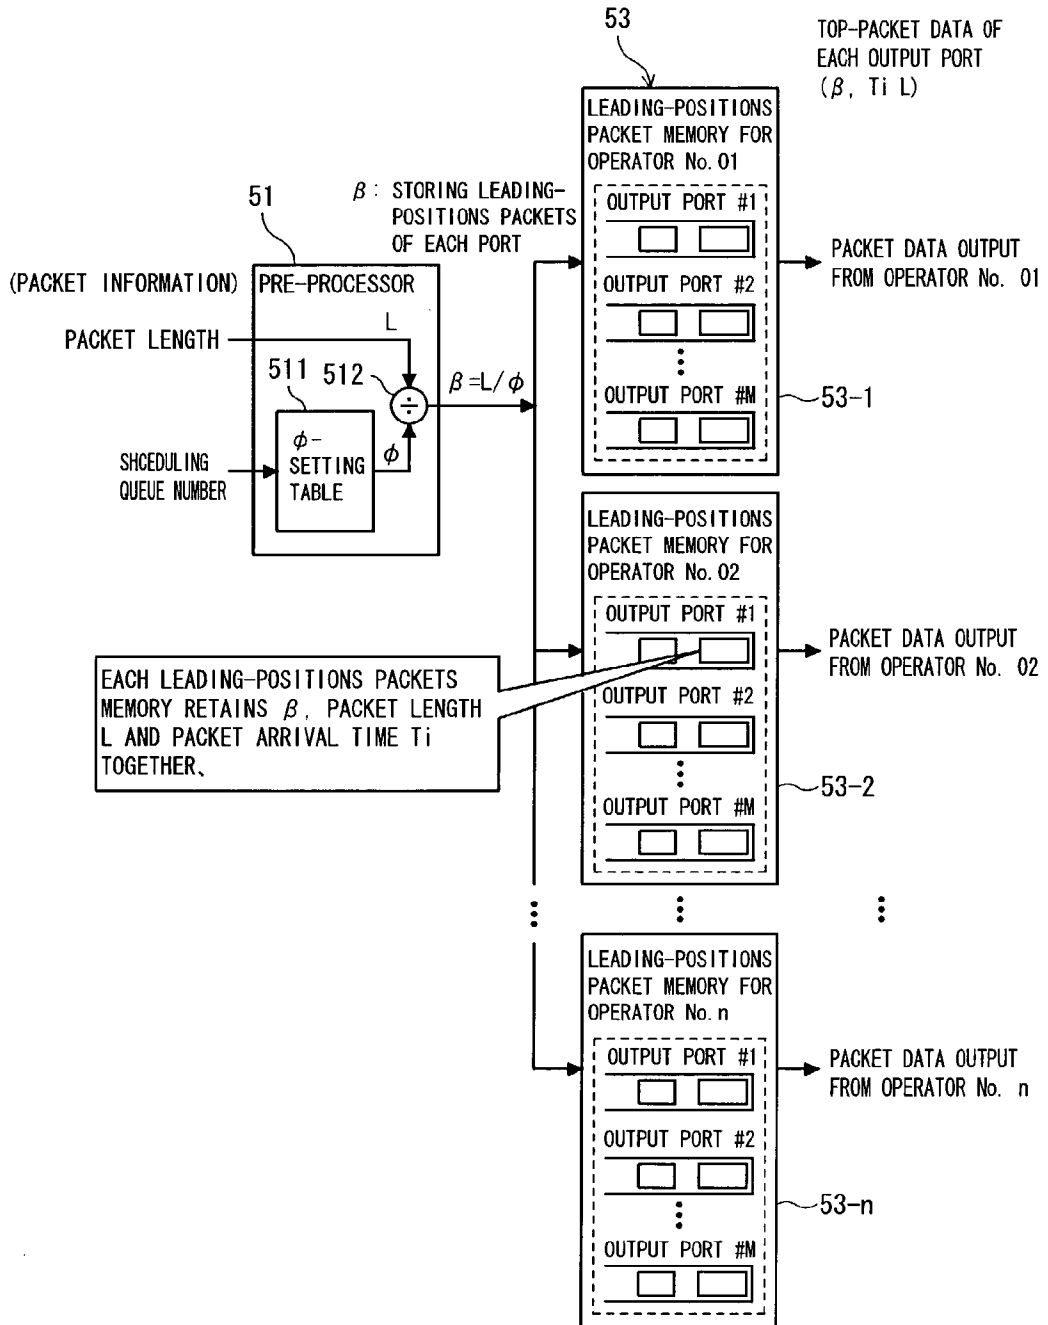 53
TOP-PACKET DATA OF
EACH OUTPUT PORT
(β, Ti L)
LEADING-POSITIONS
PACKET MEMORY FOR
OPERATOR No. 01
51
β: STORING LEADING-
POSITIONS PACKETS
OF EACH PORT
OUTPUT PORT #1
(PACKET INFORMATION)
PRE-PROCESSOR
PACKET DATA OUTPUT
FROM OPERATOR No. 01
OUTPUT PORT #2
L
PACKET LENGTH
511
512
÷
β=L/φ
OUTPUT PORT #M
53-1
φ-
SETTING
TABLE
φ
SHCEDULING
QUEUE NUMBER
LEADING-POSITIONS
PACKET MEMORY FOR
OPERATOR No. 02
OUTPUT PORT #1
PACKET DATA OUTPUT
FROM OPERATOR No. 02
EACH LEADING-POSITIONS PACKETS
MEMORY RETAINS β, PACKET LENGTH
L AND PACKET ARRIVAL TIME Ti
TOGETHER、
OUTPUT PORT #2
53-2
OUTPUT PORT #M
LEADING-POSITIONS
PACKET MEMORY FOR
OPERATOR No. n
OUTPUT PORT #1
PACKET DATA OUTPUT
FROM OPERATOR No. n
OUTPUT PORT #2
53-n
OUTPUT PORT #M